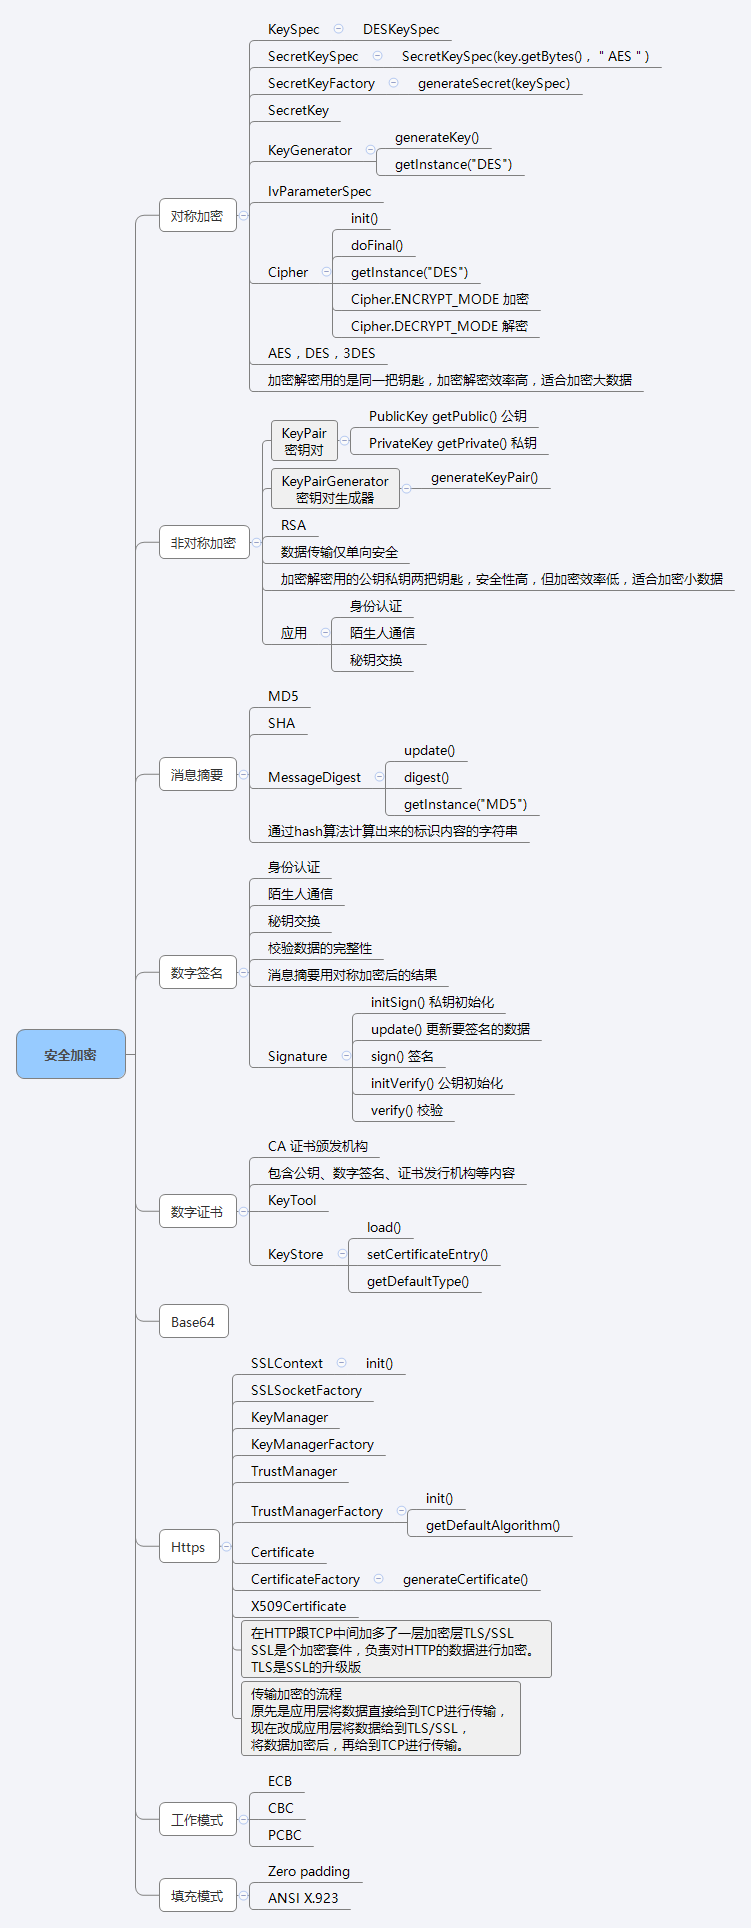 安全加密
对称加密
KeySpec
DESKeySpec
SecretKeySpec
SecretKeySpec(key.getBytes()，＂AES＂)
SecretKeyFactory
generateSecret(keySpec)
SecretKey
KeyGenerator
generateKey()
getInstance("DES")
IvParameterSpec
Cipher
init()
doFinal()
getInstance("DES")
Cipher.ENCRYPT_MODE 加密
Cipher.DECRYPT_MODE 解密
AES，DES，3DES
加密解密用的是同一把钥匙，加密解密效率高，适合加密大数据
非对称加密
KeyPair
密钥对
PublicKey getPublic() 公钥
PrivateKey getPrivate() 私钥
KeyPairGenerator
密钥对生成器
generateKeyPair()
RSA
数据传输仅单向安全
加密解密用的公钥私钥两把钥匙，安全性高，但加密效率低，适合加密小数据
应用
身份认证
陌生人通信
秘钥交换
消息摘要
MD5
SHA
MessageDigest
update()
digest()
getInstance("MD5")
通过hash算法计算出来的标识内容的字符串
数字签名
身份认证
陌生人通信
秘钥交换
校验数据的完整性
消息摘要用对称加密后的结果
Signature
initSign() 私钥初始化
update() 更新要签名的数据
sign() 签名
initVerify() 公钥初始化
verify() 校验
数字证书
CA 证书颁发机构
包含公钥、数字签名、证书发行机构等内容
KeyTool
KeyStore
load()
setCertificateEntry()
getDefaultType()
Base64
Https
SSLContext
init()
SSLSocketFactory
KeyManager
KeyManagerFactory
TrustManager
TrustManagerFactory
init()
getDefaultAlgorithm()
Certificate
CertificateFactory
generateCertificate()
X509Certificate
在HTTP跟TCP中间加多了一层加密层TLS/SSL
SSL是个加密套件，负责对HTTP的数据进行加密。
TLS是SSL的升级版
传输加密的流程
原先是应用层将数据直接给到TCP进行传输，
现在改成应用层将数据给到TLS/SSL，
将数据加密后，再给到TCP进行传输。
工作模式
ECB
CBC
PCBC
填充模式
Zero padding
ANSI X.923